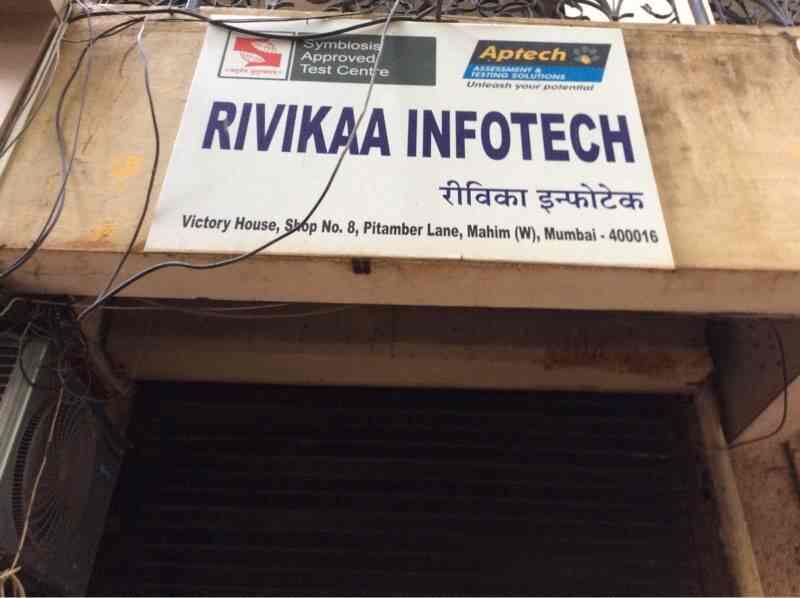 Symbiosis
Approved
Test Centre
Aptech
ASSESSMENT &
TESTING SOLUTIONS
Unleash your potential
RIVIKAA INFOTECH
रीविका इन्फोटेक
Victory House, Shop No. 8, Pitamber Lane, Mahim (W), Mumbai - 400016